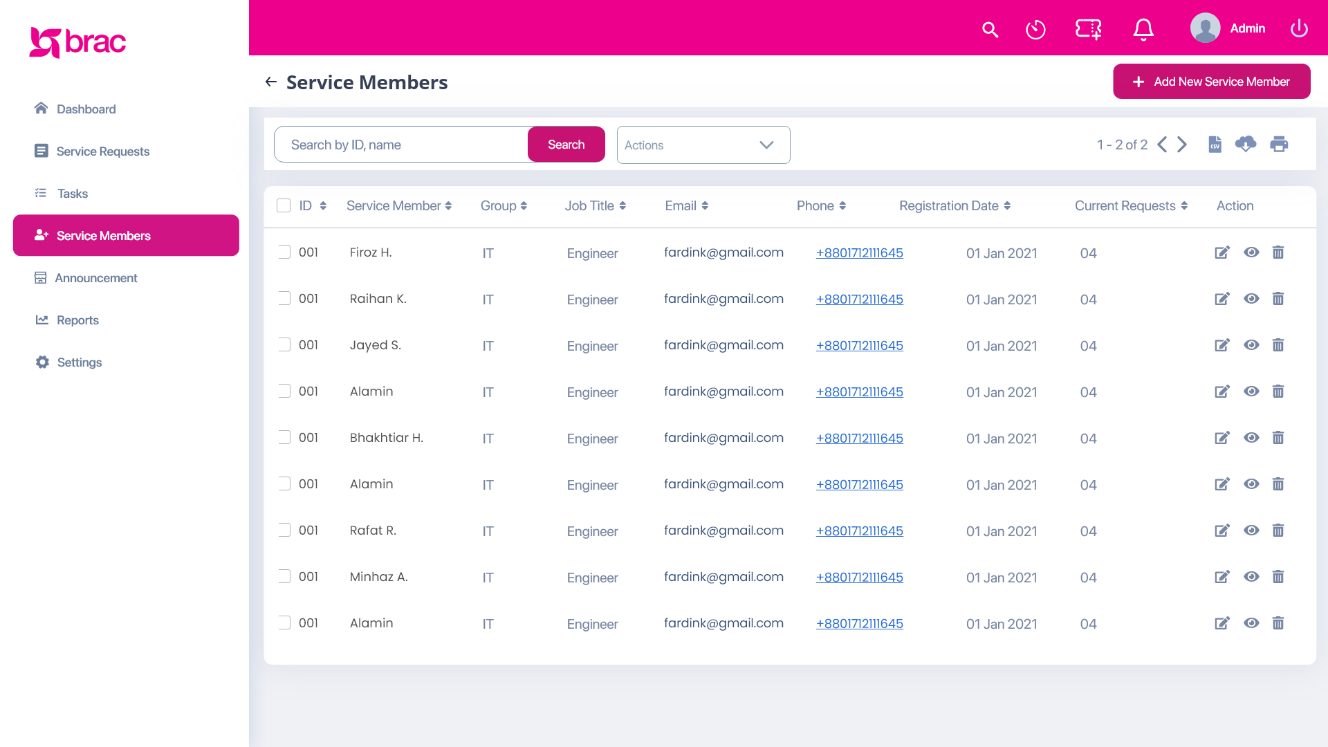 brac
Admin
Dashboard
Service Requests
Tasks
Service Members
Announcement
Reports
Settings
Service Members
Add New Service Member
Search by ID, name Search Actions 1 - 2 of 2 CSV
ID Service Member Group Job Title Email Phone Registration Date Current Requests Action
001 Firoz H. IT Engineer fardink@gmail.com +8801712111645 01 Jan 2021 04
001 Raihan K. IT Engineer fardink@gmail.com +8801712111645 01 Jan 2021 04
001 Jayed S. IT Engineer fardink@gmail.com +8801712111645 01 Jan 2021 04
001 Alamin IT Engineer fardink@gmail.com +8801712111645 01 Jan 2021 04
001 Bhakhtiar H. IT Engineer fardink@gmail.com +8801712111645 01 Jan 2021 04
001 Alamin IT Engineer fardink@gmail.com +8801712111645 01 Jan 2021 04
001 Rafat R. IT Engineer fardink@gmail.com +8801712111645 01 Jan 2021 04
001 Minhaz A. IT Engineer fardink@gmail.com +8801712111645 01 Jan 2021 04
001 Alamin IT Engineer fardink@gmail.com +8801712111645 01 Jan 2021 04